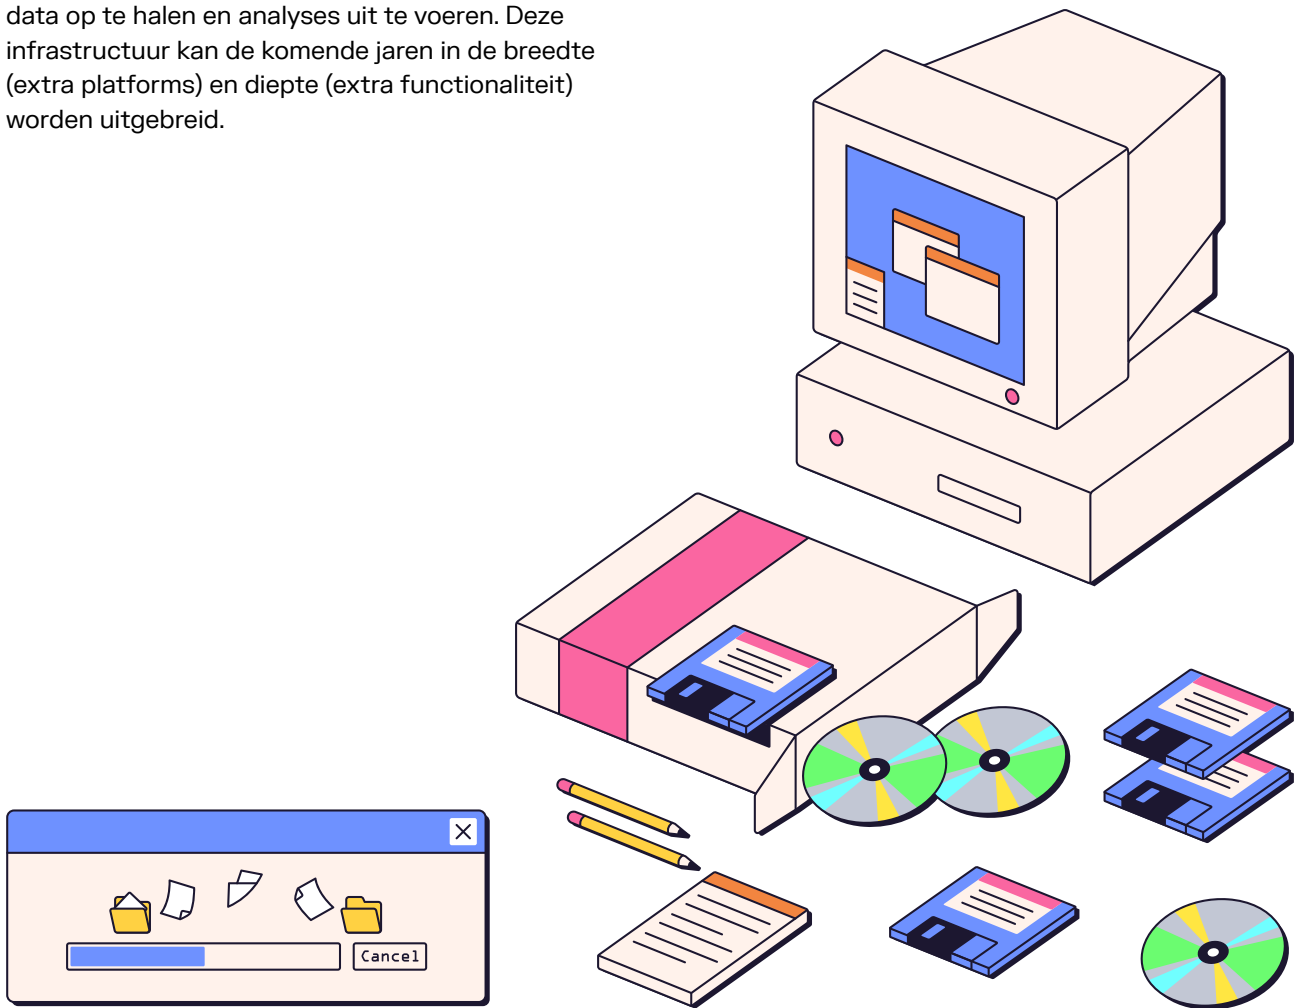 data op te halen en analyses uit te voeren. Deze
infrastructuur kan de komende jaren in de breedte
(extra platforms) en diepte (extra functionaliteit)
worden uitgebreid.
Cancel